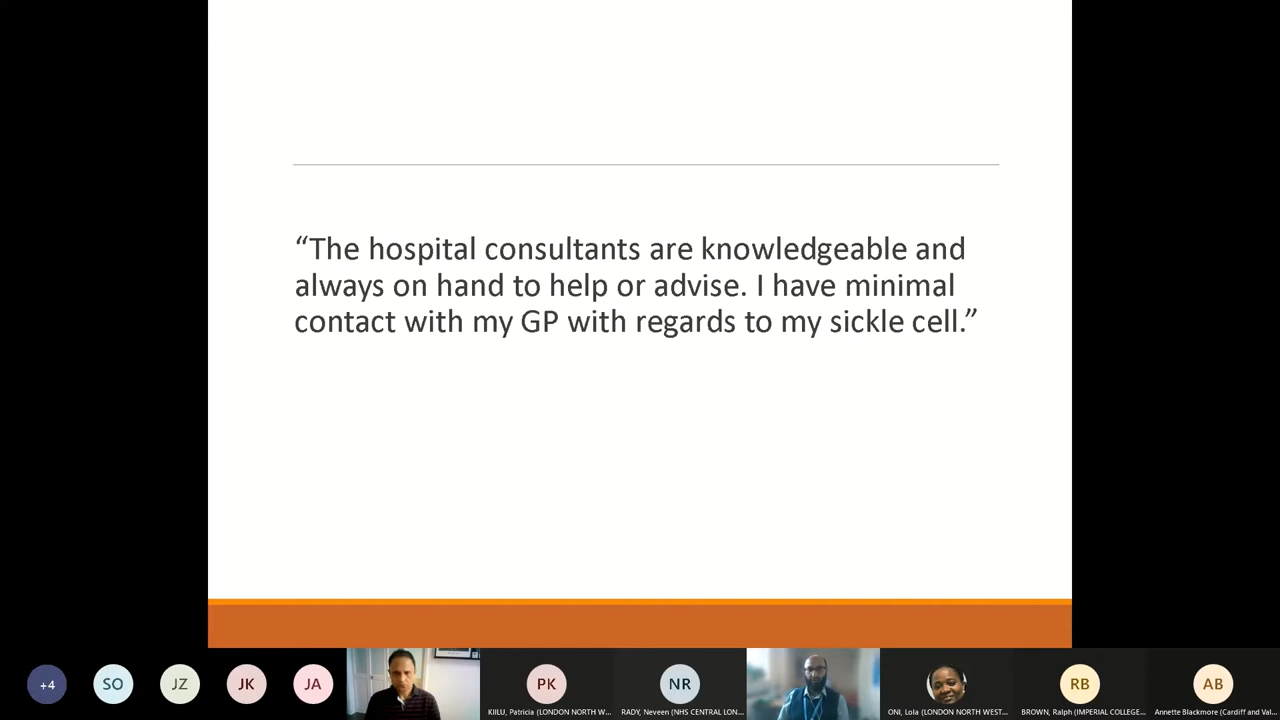 “The hospital consultants are knowledgeable and
always on hand to help or advise. I have minimal
contact with my GP with regards to my sickle cell.”
+4
SO
JZ
JK
JA
PK
NR
RB
AB
KIILU, Patricia (LONDON NORTH W...
RADY, Neveen (NHS CENTRAL LON...
ONI, Lola (LONDON NORTH WEST...
BROWN, Ralph (IMPERIAL COLLEGE...
Annette Blackmore (Cardiff and Val...